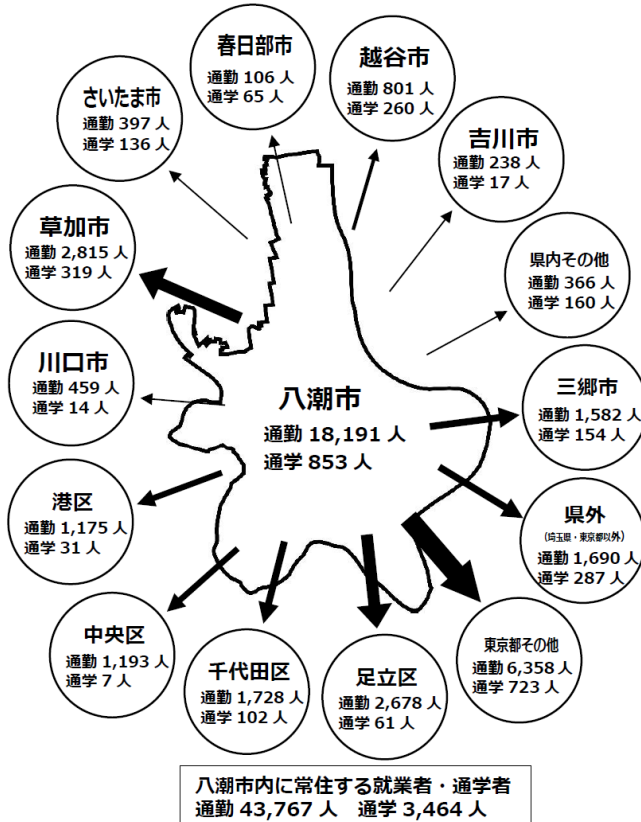 春日部市
通勤 106 人
通学 65 人
越谷市
通勤 801 人
通学 260 人
さいたま市
通勤 397 人
通学 136 人
吉川市
通勤 238 人
通学 17 人
草加市
通勤 2,815 人
通学 319 人
県内その他
通勤 366 人
通学 160 人
川口市
通勤 459 人
通学 14 人
八潮市
通勤 18,191 人
通学 853 人
三郷市
通勤 1,582 人
通学 154 人
港区
通勤 1,175 人
通学 31 人
県外
(埼玉県・東京都以外)
通勤 1,690 人
通学 287 人
中央区
通勤 1,193 人
通学 7 人
千代田区
通勤 1,728 人
通学 102 人
足立区
通勤 2,678 人
通学 61 人
東京都その他
通勤 6,358 人
通学 723 人
八潮市内に常住する就業者・通学者
通勤 43,767 人 通学 3,464 人